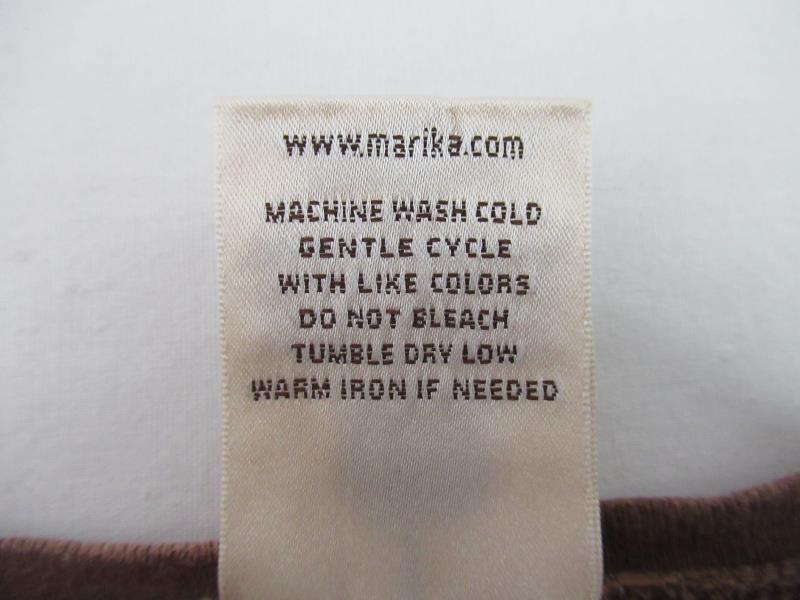 www.marika.com
MACHINE WASH COLD
GENTLE CYCLE
WITH LIKE COLORS
DO NOT BLEACH
TUMBLE DRY LOW
WARM IRON IF NEEDED